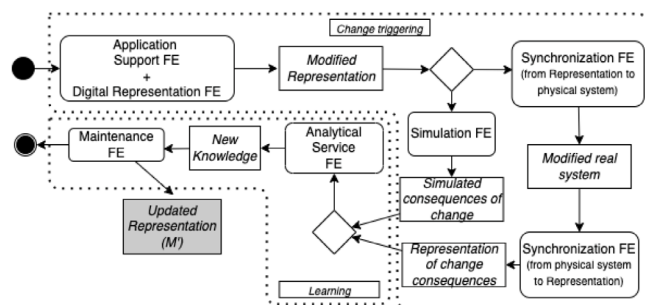 Change triggering
Application
Support FE
+
Digital Representation FE
Modified
Representation
Synchronization FE
(from Representation to
physical system)
Simulation FE
Modified real
system
Simulated
consequences of
change
Synchronization FE
(from physical system
to Representation)
Representation
of change
consequences
Analytical
Service
FE
New
Knowledge
Maintenance
FE
Updated
Representation
(M')
Learning